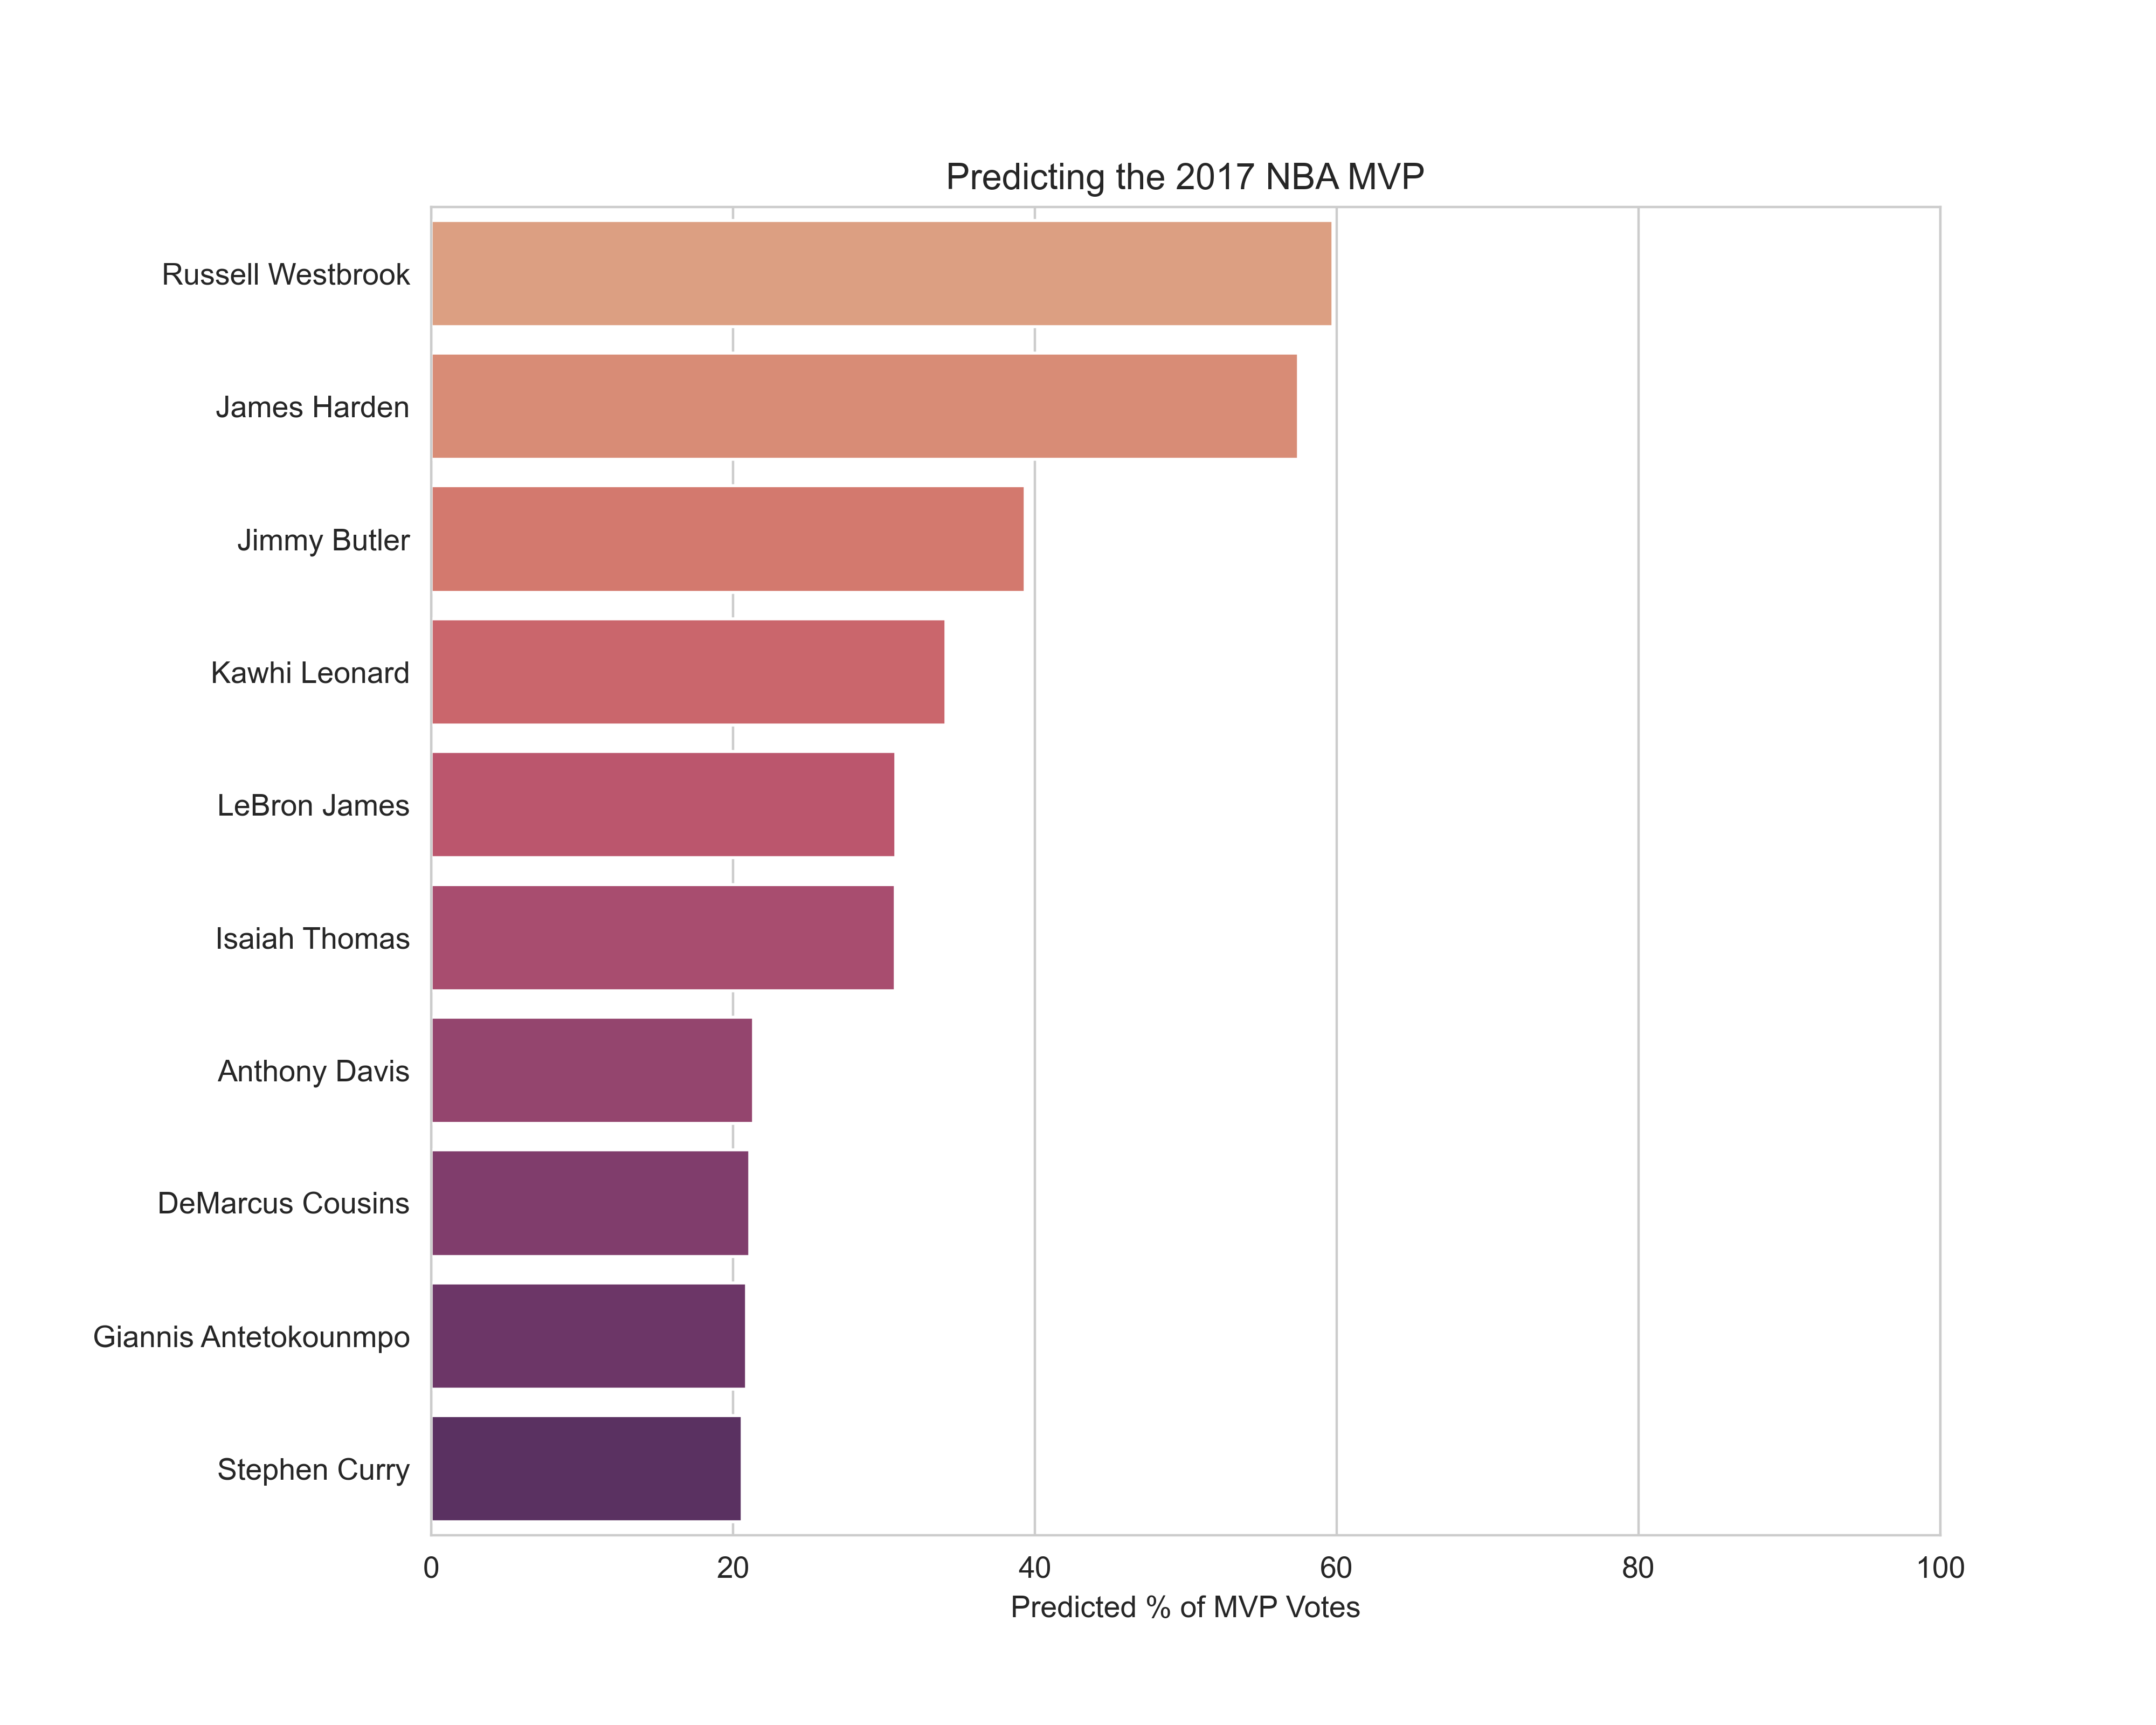 Predicting the 2017 NBA MVP
Russell Westbrook
James Harden
Jimmy Butler
Kawhi Leonard
LeBron James
Isaiah Thomas
Anthony Davis
DeMarcus Cousins
Giannis Antetokounmpo
Stephen Curry
0 20 40 60 80 100
Predicted % of MVP Votes